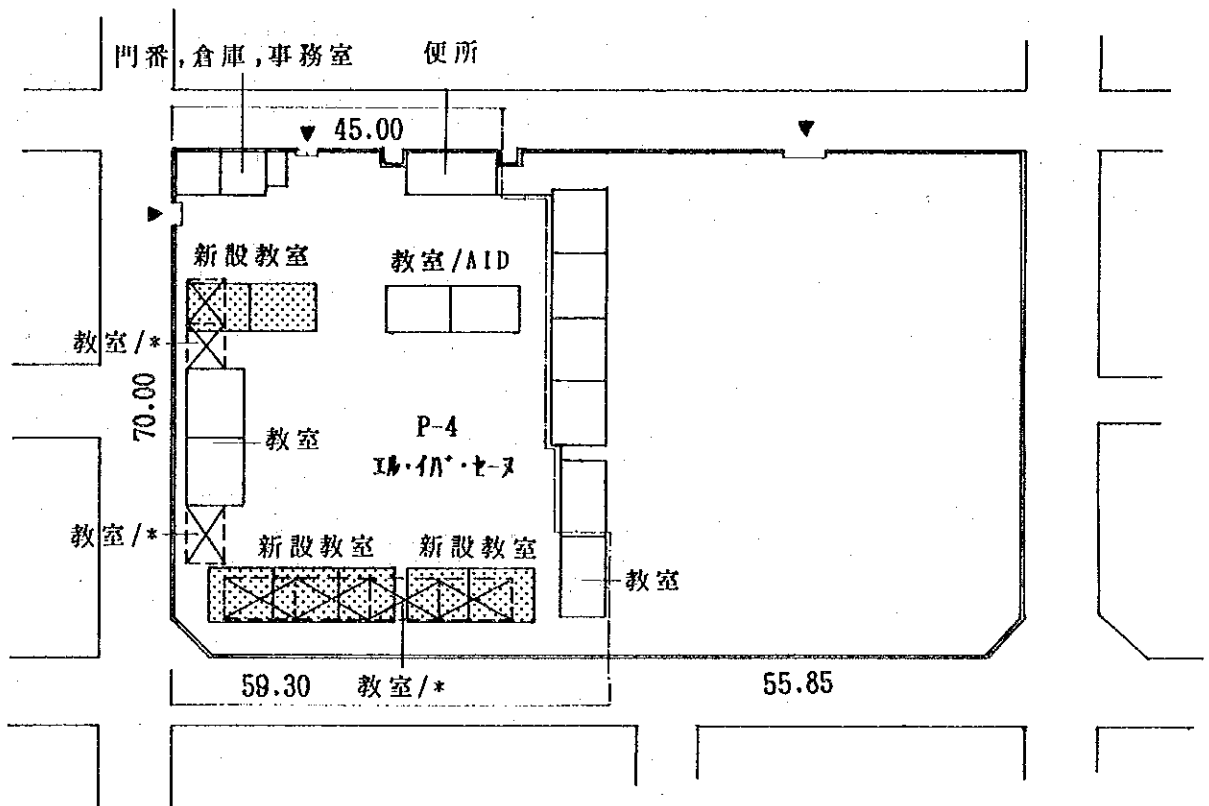 門番,倉庫,事務室
便所
45.00
新設教室
教室/AID
教室/*
70.00
教室
P-4
エル・イバ・セーヌ
教室/*
新設教室
新設教室
教室
59.30
教室/*
55.85